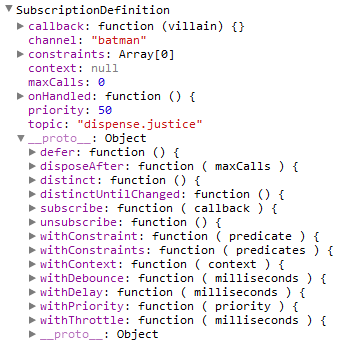 SubscriptionDefinition
callback: function (villain) {}
channel: "batman"
constraints: Array[0]
context: null
maxCalls: 0
onHandled: function () {
priority: 50
topic: "dispense.justice"
__proto__: Object
defer: function () {
disposeAfter: function ( maxCalls ) {
distinct: function () {
distinctUntilChanged: function () {
subscribe: function ( callback ) {
unsubscribe: function () {
withConstraint: function ( predicate ) {
withConstraints: function ( predicates ) {
withContext: function ( context ) {
withDebounce: function ( milliseconds ) {
withDelay: function ( milliseconds ) {
withPriority: function ( priority ) {
withThrottle: function ( milliseconds ) {
__proto__: Object